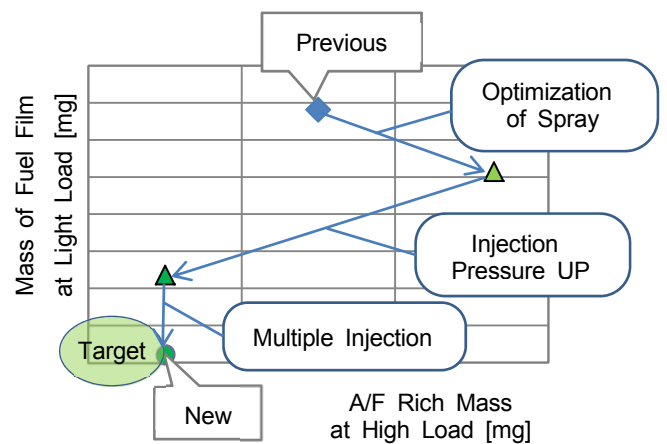 Previous
Optimization
of Spray
Mass of Fuel Film
at Light Load [mg]
Injection
Pressure UP
Multiple Injection
Target
New
A/F Rich Mass
at High Load [mg]